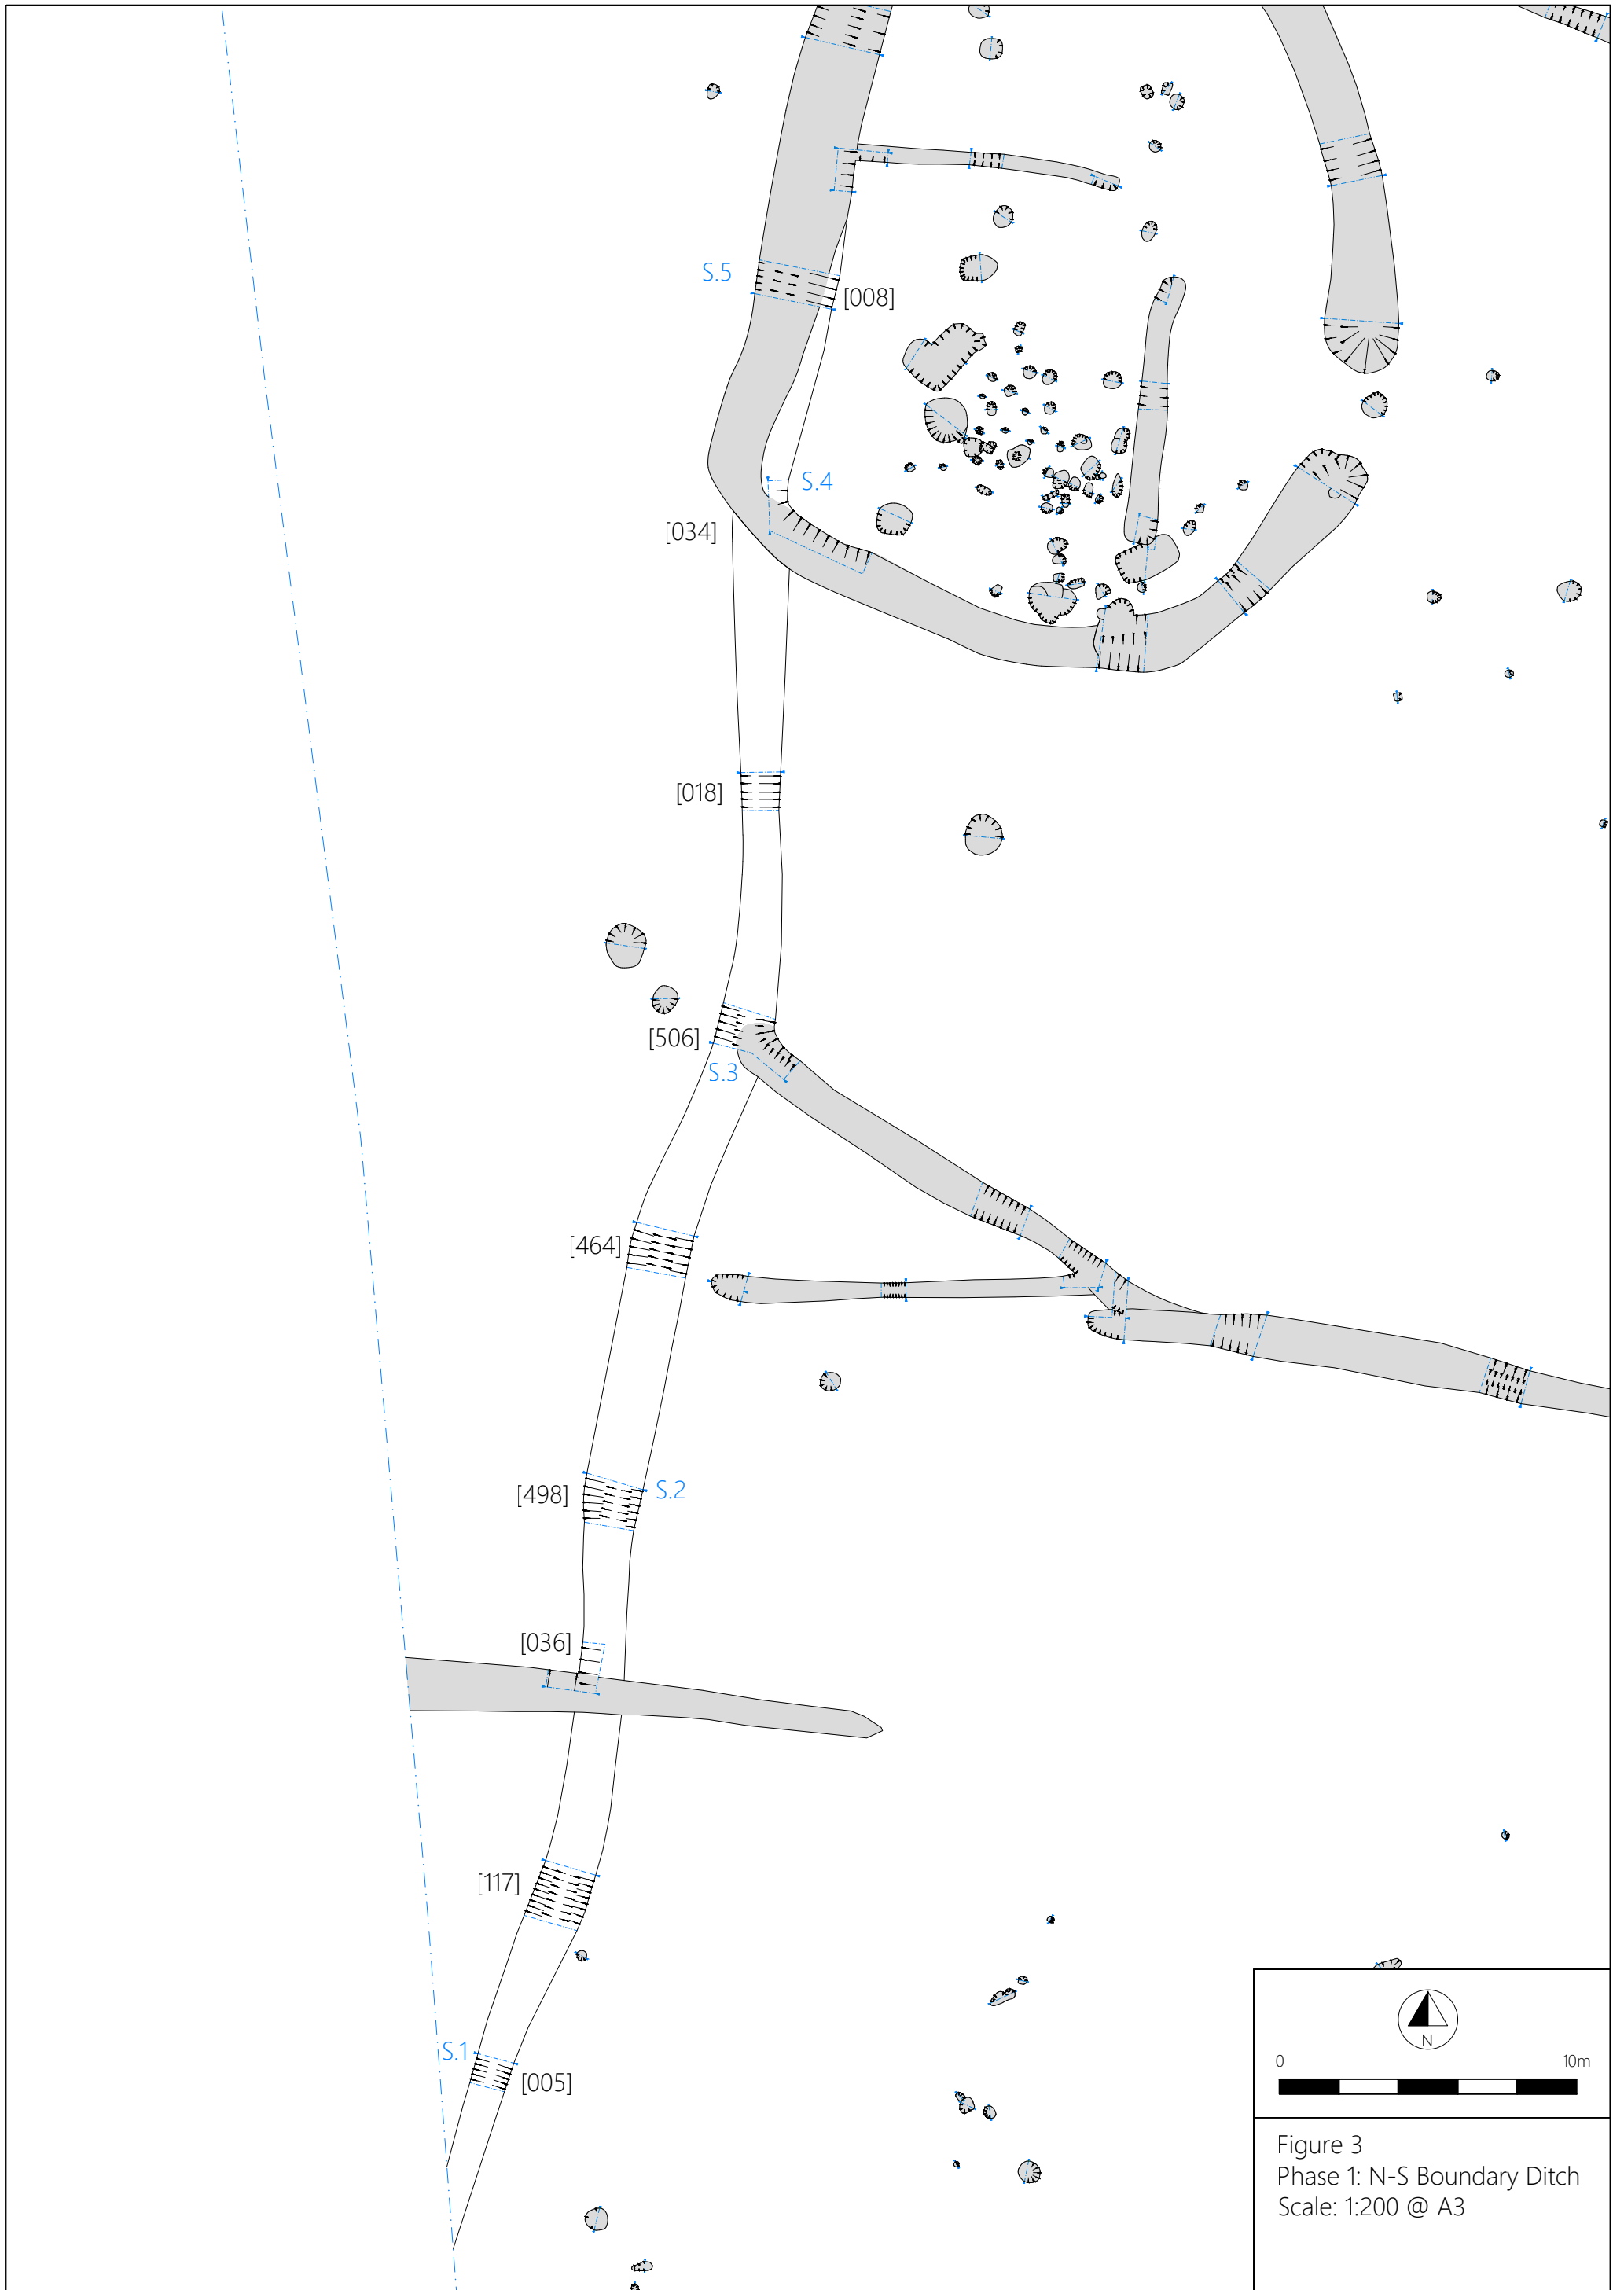 S.5
[008]
S.4
[034]
[018]
[506]
S.3
[464]
[498]
S.2
[036]
[117]
S.1
[005]
N
0 10m
Figure 3
Phase 1: N-S Boundary Ditch
Scale: 1:200 @ A3